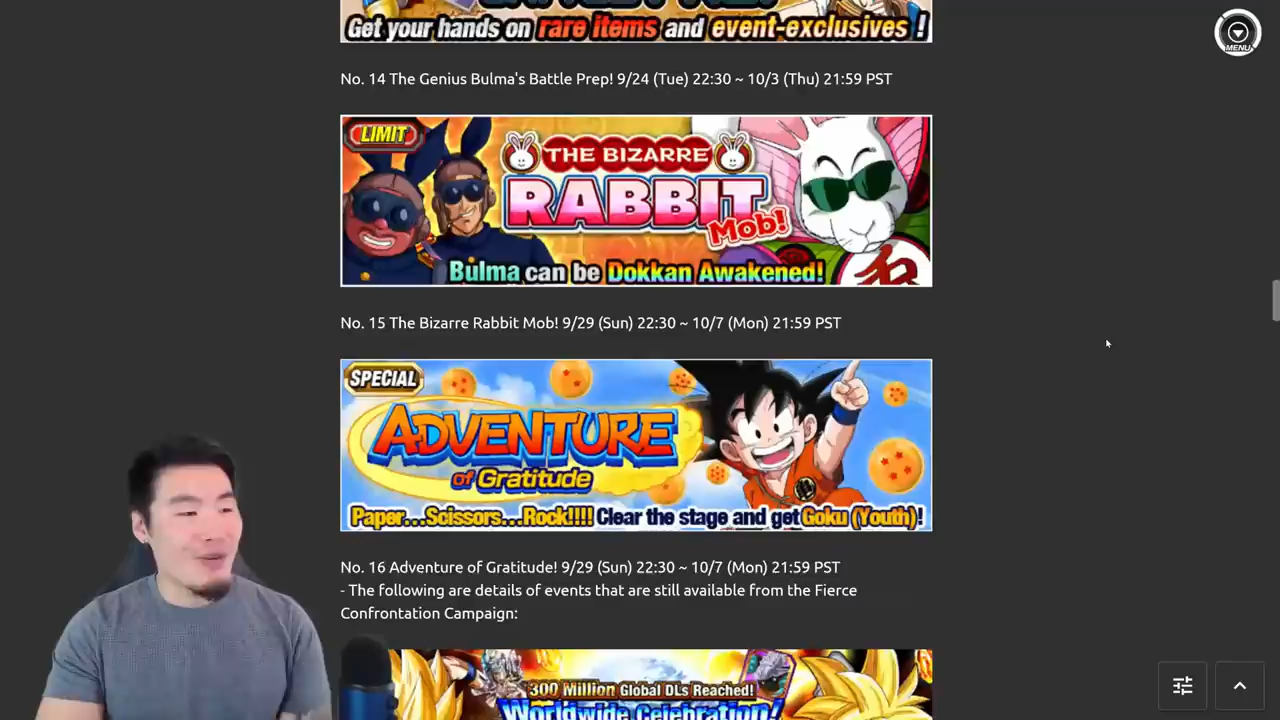 Get your hands on rare items and event-exclusives !
MENU
No. 14 The Genius Bulma's Battle Prep! 9/24 (Tue) 22:30 ~ 10/3 (Thu) 21:59 PST
LIMIT
THE BIZARRE
RABBIT
Mob!
Bulma can be Dokkan Awakened!
No. 15 The Bizarre Rabbit Mob! 9/29 (Sun) 22:30 ~ 10/7 (Mon) 21:59 PST
SPECIAL
ADVENTURE
of Gratitude
Paper...Scissors...Rock!!!! Clear the stage and get Goku (Youth)!
No. 16 Adventure of Gratitude! 9/29 (Sun) 22:30 ~ 10/7 (Mon) 21:59 PST
- The following are details of events that are still available from the Fierce
Confrontation Campaign:
300 Million Global DLs Reached!
Worldwide Celebration!